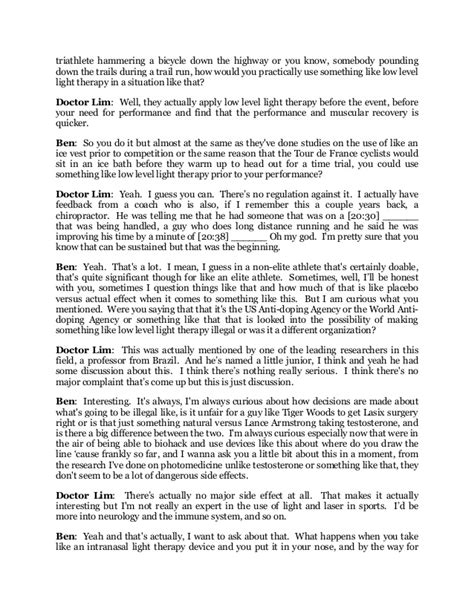 triathlete hammering a bicycle down the highway or you know, somebody pounding
down the trails during a trail run, how would you practically use something like low level
light therapy in a situation like that?
Doctor Lim: Well, they actually apply low level light therapy before the event, before
your need for performance and find that the performance and muscular recovery is
quicker.
Ben: So you do it but almost at the same as they've done studies on the use of like an
ice vest prior to competition or the same reason that the Tour de France cyclists would
sit in an ice bath before they warm up to head out for a time trial, you could use
something like low level light therapy prior to your performance?
Doctor Lim: Yeah. I guess you can. There's no regulation against it. I actually have
feedback from a coach who is also, if I remember this a couple years back, a
chiropractor. He was telling me that he had someone that was on a [20:30] ______
that was being handled, a guy who does long distance running and he said he was
improving his time by a minute of [20:38] ______ Oh my god. I'm pretty sure that you
know that can be sustained but that was the beginning.
Ben: Yeah. That's a lot. I mean, I guess in a non-elite athlete that's certainly doable,
that's quite significant though for like an elite athlete. Sometimes, well, I'll be honest
with you, sometimes I question things like that and how much of that is like placebo
versus actual effect when it comes to something like this. But I am curious what you
mentioned. Were you saying that that it's the US Anti-doping Agency or the World Anti-
doping Agency or something like that is looked into the possibility of making
something like low level light therapy illegal or was it a different organization?
Doctor Lim: This was actually mentioned by one of the leading researchers in this
field, a professor from Brazil. And he's named a little junior, I think and yeah he had
some discussion about this. I think there's nothing really serious. I think there's no
major complaint that's come up but this is just discussion.
Ben: Interesting. It's always, I'm always curious about how decisions are made about
what's going to be illegal like, is it unfair for a guy like Tiger Woods to get Lasix surgery
right or is that just something natural versus Lance Armstrong taking testosterone, and
is there a big difference between the two. I'm always curious especially now that were in
the air of being able to biohack and use devices like this about where do you draw the
line 'cause frankly so far, and I wanna ask you a little bit about this in a moment, from
the research I've done on photomedicine unlike testosterone or something like that, they
don't seem to be a lot of dangerous side effects.
Doctor Lim: There's actually no major side effect at all. That makes it actually
interesting but I'm not really an expert in the use of light and laser in sports. I'd be
more into neurology and the immune system, and so on.
Ben: Yeah and that's actually, I want to ask about that. What happens when you take
like an intranasal light therapy device and you put it in your nose, and by the way for